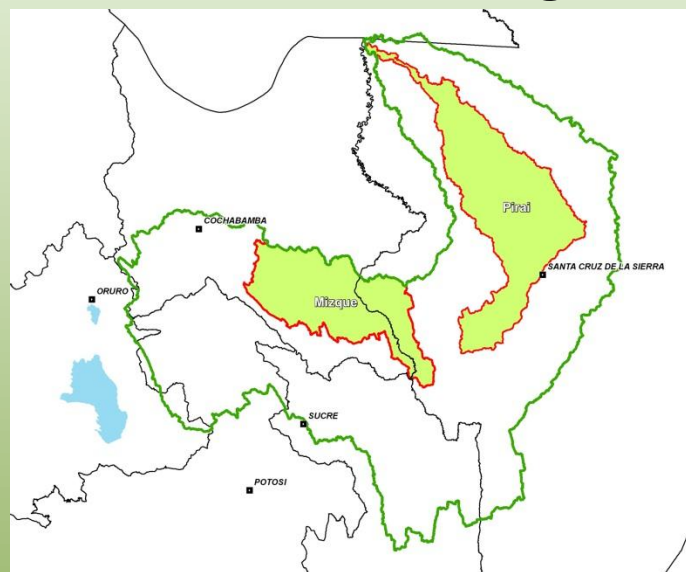 COCHABAMBA
Pirai
SANTA CRUZ DE LA SIERRA
ORURO
Mizque
SUCRE
POTOSI